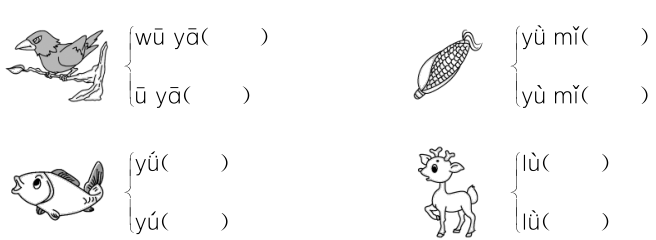 wū yā(    )
ū yā(    )
yù mǐ(    )
yù mǐ(    )
yǘ(    )
yú(    )
lù(    )
lǜ(    )